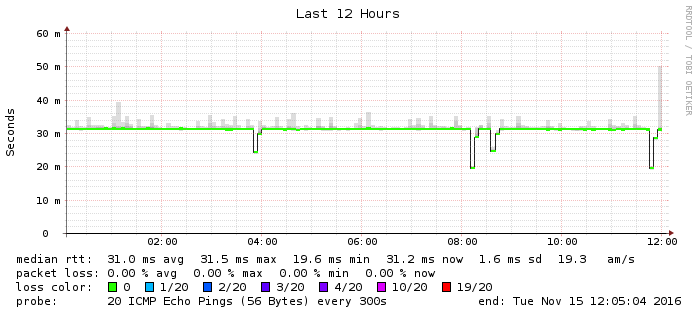 Last 12 Hours
RRDTOOL / TOBI OETIKER
Seconds
60 m
50 m
40 m
30 m
20 m
10 m
0
02:00 04:00 06:00 08:00 10:00 12:00
median rtt: 31.0 ms avg 31.5 ms max 19.6 ms min 31.2 ms now 1.6 ms sd 19.3 am/s
packet loss: 0.00 % avg 0.00 % max 0.00 % min 0.00 % now
loss color: 0 1/20 2/20 3/20 4/20 10/20 19/20
probe: 20 ICMP Echo Pings (56 Bytes) every 300s end: Tue Nov 15 12:05:04 2016